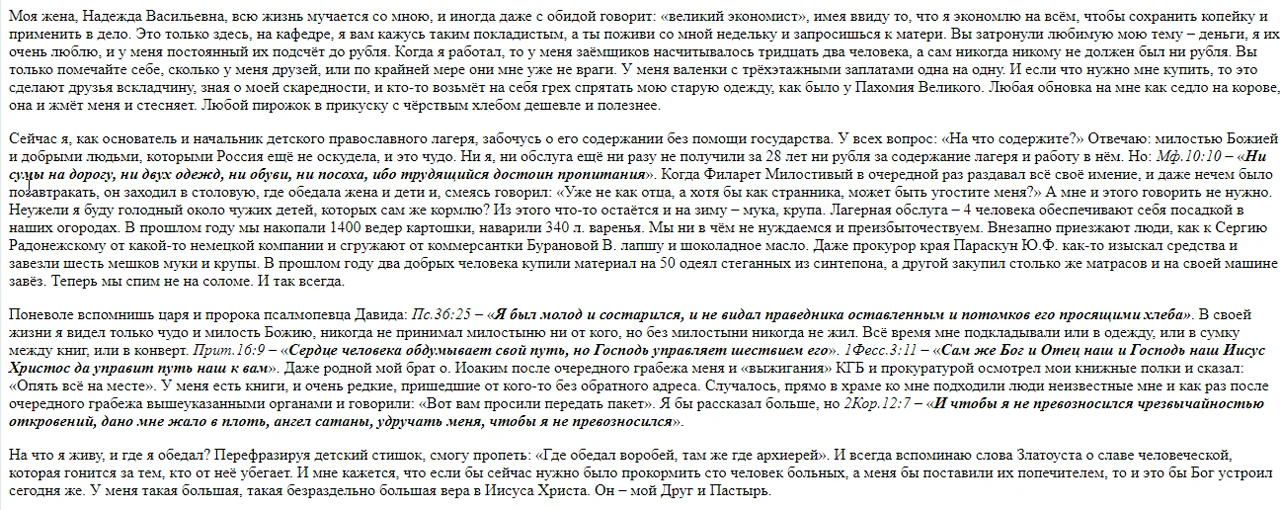 Моя жена, Надежда Васильевна, всю жизнь мучается со мною, и иногда даже с обидой говорит: «великий экономист», имея ввиду то, что я экономлю на всём, чтобы сохранить копейку и
применить в дело. Это только здесь, на кафедре, я вам кажусь таким покладистым, а ты поживи со мной недельку и запросишься к матери. Вы затронули любимую мою тему – деньги, я их
очень люблю, и у меня постоянный их подсчёт до рубля. Когда я работал, то у меня заёмщиков насчитывалось тридцать два человека, а сам никогда никому не должен был ни рубля. Вы
только помечайте себе, сколько у меня друзей, или по крайней мере они мне уже не враги. У меня валенки с трёхэтажными заплатами одна на одну. И если что нужно мне купить, то это
сделают друзья вскладчину, зная о моей скаредности, и кто-то возьмёт на себя грех спрятать мою старую одежду, как было у Пахомия Великого. Любая обновка на мне как седло на корове,
она и жмёт меня и стесняет. Любой пирожок в прикуску с чёрствым хлебом дешевле и полезнее.
Сейчас я, как основатель и начальник детского православного лагеря, забочусь о его содержании без помощи государства. У всех вопрос: «На что содержите?» Отвечаю: милостью Божией
и добрыми людьми, которыми Россия ещё не оскудела, и это чудо. Ни я, ни обслуга ещё ни разу не получили за 28 лет ни рубля за содержание лагеря и работу в нём. Но: Мф.10:10 – «Ни
сумы на дорогу, ни двух одежд, ни обуви, ни посоха, ибо трудящийся достоин пропитания». Когда Филарет Милостивый в очередной раз раздавал всё своё имение, и даже нечем было
позавтракать, он заходил в столовую, где обедала жена и дети и, смеясь говорил: «Уже не как отца, а хотя бы как странника, может быть угостите меня?» А мне и этого говорить не нужно.
Неужели я буду голодный около чужих детей, которых сам же кормлю? Из этого что-то остаётся и на зиму – мука, крупа. Лагерная обслуга – 4 человека обеспечивают себя посадкой в
наших огородах. В прошлом году мы накопали 1400 ведер картошки, наварили 340 л. варенья. Мы ни в чём не нуждаемся и преизбыточествуем. Внезапно приезжают люди, как к Сергию
Радонежскому от какой-то немецкой компании и сгружают от коммерсантки Бурановой В. лапшу и шоколадное масло. Даже прокурор края Параскун Ю.Ф. как-то изыскал средства и
завезли шесть мешков муки и крупы. В прошлом году два добрых человека купили материал на 50 одеял стеганных из синтепона, а другой закупил столько же матрасов и на своей машине
завёз. Теперь мы спим не на соломе. И так всегда.
Поневоле вспомнишь царя и пророка псалмопевца Давида: Пс.36:25 – «Я был молод и состарился, и не видал праведника оставленным и потомков его просящими хлеба». В своей
жизни я видел только чудо и милость Божию, никогда не принимал милостыню ни от кого, но без милостыни никогда не жил. Всё время мне подкладывали или в одежду, или в сумку
между книг, или в конверт. Прит.16:9 – «Сердце человека обдумывает свой путь, но Господь управляет шествием его». 1Фесс.3:11 – «Сам же Бог и Отец наш и Господь наш Иисус
Христос да управит путь наш к вам». Даже родной мой брат о. Иоаким после очередного грабежа меня и «выжигания» КГБ и прокуратурой осмотрел мои книжные полки и сказал:
«Опять всё на месте». У меня есть книги, и очень редкие, пришедшие от кого-то без обратного адреса. Случалось, прямо в храме ко мне подходили люди неизвестные мне и как раз после
очередного грабежа вышеуказанными органами и говорили: «Вот вам просили передать пакет». Я бы рассказал больше, но 2Кор.12:7 – «И чтобы я не превозносился чрезвычайностью
откровений, дано мне жало в плоть, ангел сатаны, удручать меня, чтобы я не превозносился».
На что я живу, и где я обедал? Перефразируя детский стишок, смогу пропеть: «Где обедал воробей, там же где архиерей». И всегда вспоминаю слова Златоуста о славе человеческой,
которая гонится за тем, кто от неё убегает. И мне кажется, что если бы сейчас нужно было прокормить сто человек больных, а меня бы поставили их попечителем, то и это бы Бог устроил
сегодня же. У меня такая большая, такая безраздельно большая вера в Иисуса Христа. Он – мой Друг и Пастырь.